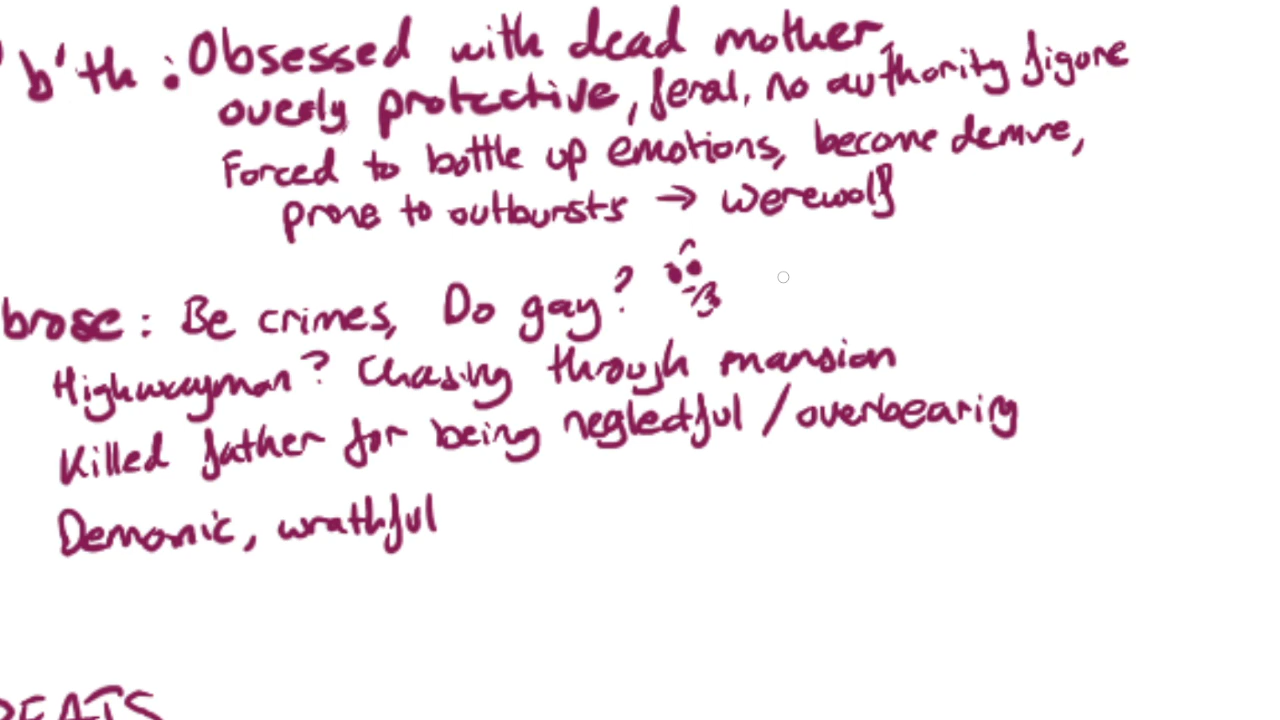 b'th : Obsessed with dead mother,
overly protective, feral, no authority figure
Forced to bottle up emotions, become demure,
prone to outbursts → werewolf
brose : Be crimes, Do gay?
Highwayman? Chasing through mansion
Killed father for being neglectful / overbearing
Demonic, wrathful
EATS